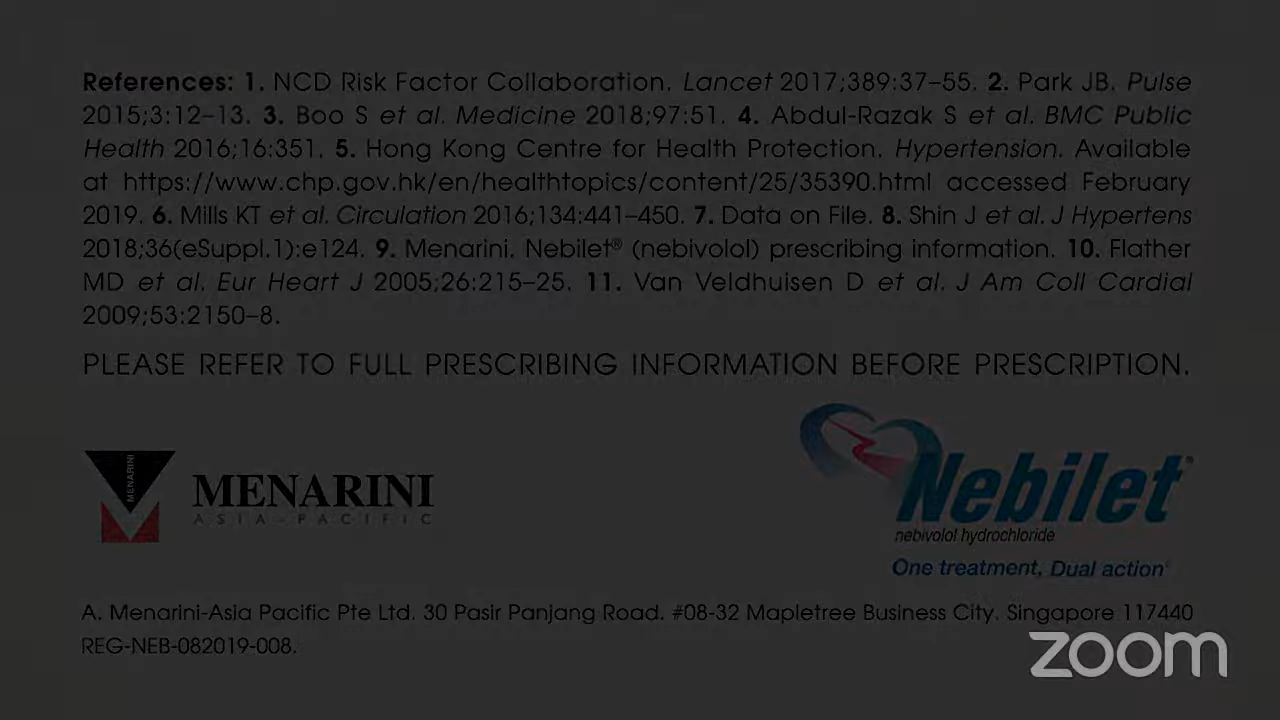 References: 1. NCD Risk Factor Collaboration. Lancet 2017;389:37–55. 2. Park JB. Pulse
2015;3:12–13. 3. Boo S et al. Medicine 2018;97:51. 4. Abdul-Razak S et al. BMC Public
Health 2016;16:351. 5. Hong Kong Centre for Health Protection. Hypertension. Available
at https://www.chp.gov.hk/en/healthtopics/content/25/35390.html accessed February
2019. 6. Mills KT et al. Circulation 2016;134:441–450. 7. Data on File. 8. Shin J et al. J Hypertens
2018;36(eSuppl.1):e124. 9. Menarini. Nebilet® (nebivolol) prescribing information. 10. Flather
MD et al. Eur Heart J 2005;26:215–25. 11. Van Veldhuisen D et al. J Am Coll Cardial
2009;53:2150–8.
PLEASE REFER TO FULL PRESCRIBING INFORMATION BEFORE PRESCRIPTION.
MENARINI
MENARINI
ASIA-PACIFIC
Nebilet®
nebivolol hydrochloride
One treatment, Dual action
A. Menarini-Asia Pacific Pte Ltd. 30 Pasir Panjang Road. #08-32 Mapletree Business City. Singapore 117440
REG-NEB-082019-008.
zoom